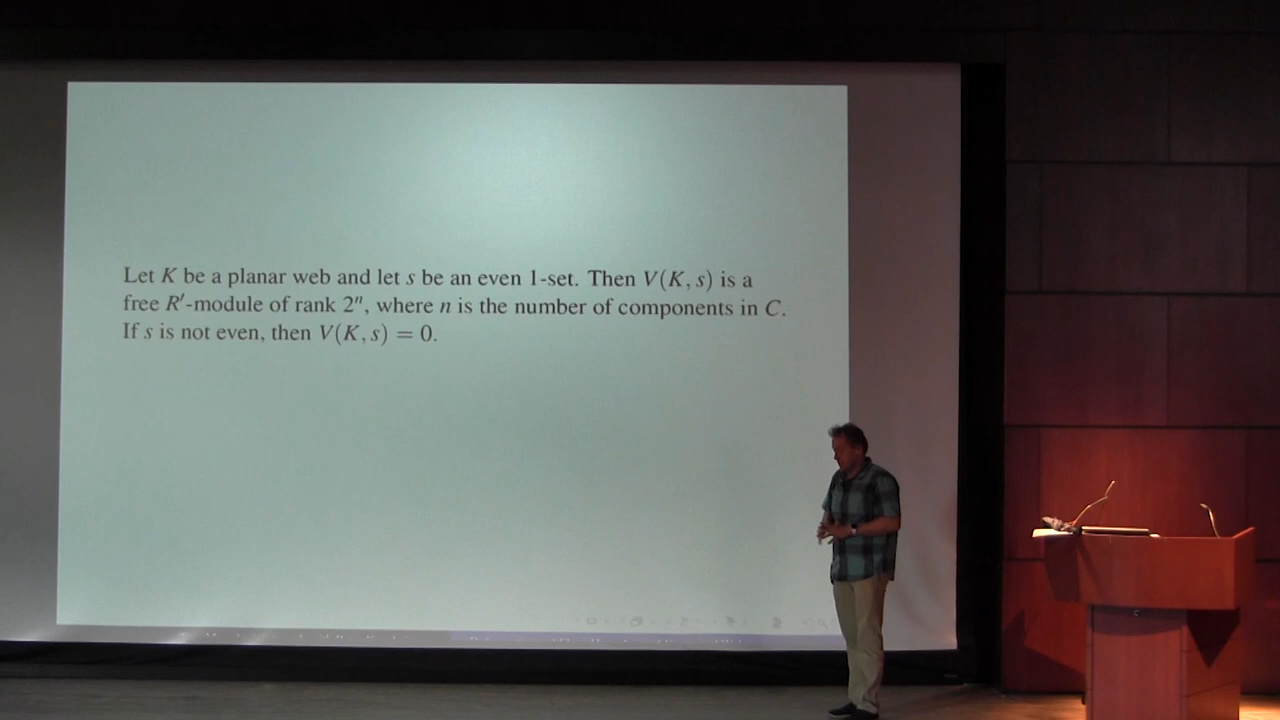 Let K be a planar web and let s be an even 1-set. Then V(K, s) is a
free R′-module of rank 2ⁿ, where n is the number of components in C.
If s is not even, then V(K, s) = 0.